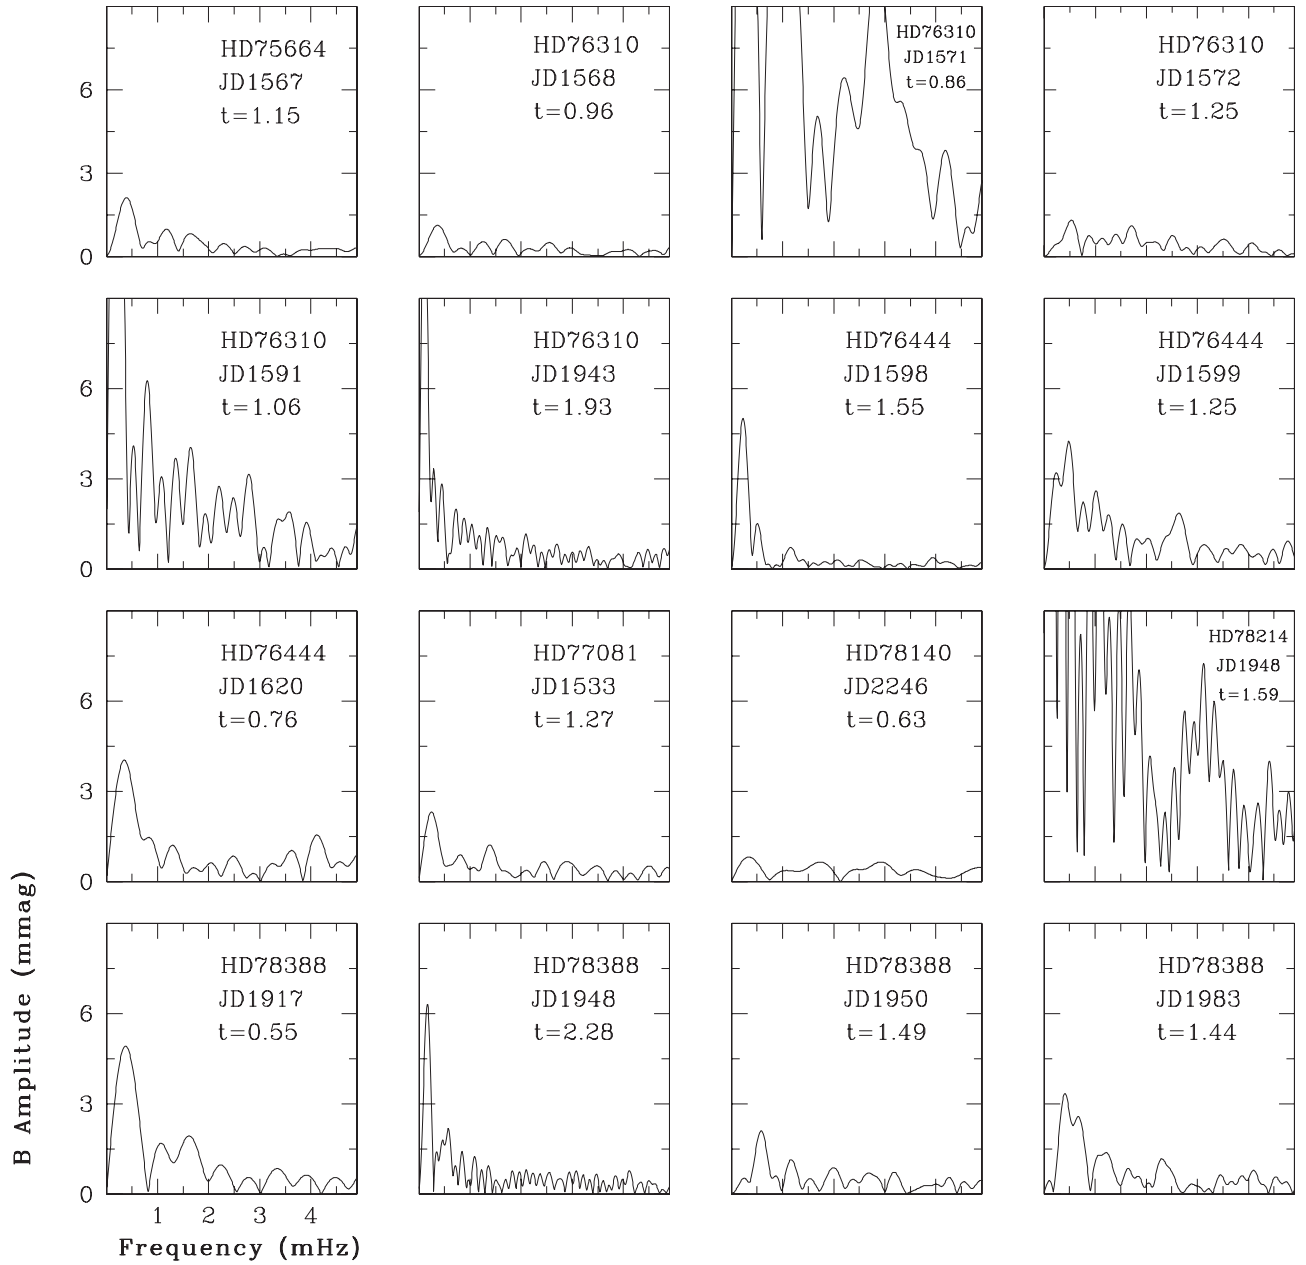 HD75664
JD1567
t=1.15
HD76310
JD1568
t=0.96
HD76310
JD1571
t=0.86
HD76310
JD1572
t=1.25
6
3
0
HD76310
JD1591
t=1.06
HD76310
JD1943
t=1.93
HD76444
JD1598
t=1.55
HD76444
JD1599
t=1.25
6
3
0
HD76444
JD1620
t=0.76
HD77081
JD1533
t=1.27
HD78140
JD2246
t=0.63
HD78214
JD1948
t=1.59
6
3
0
HD78388
JD1917
t=0.55
HD78388
JD1948
t=2.28
HD78388
JD1950
t=1.49
HD78388
JD1983
t=1.44
6
3
0
B Amplitude (mmag)
1 2 3 4
Frequency (mHz)